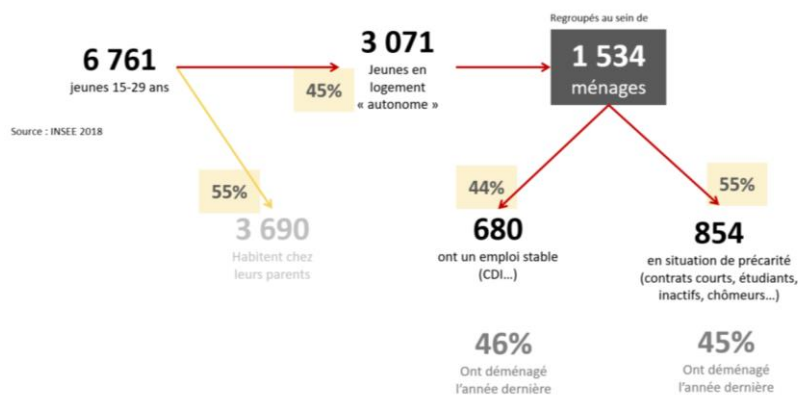 Regroupés au sein de
6 761
jeunes 15-29 ans
45%
3 071
Jeunes en
logement
« autonome »
1 534
ménages
Source : INSEE 2018
55%
3 690
Habitent chez
leurs parents
44%
680
ont un emploi stable
(CDI...)
46%
Ont déménagé
l'année dernière
55%
854
en situation de précarité
(contrats courts, étudiants,
inactifs, chômeurs...)
45%
Ont déménagé
l'année dernière